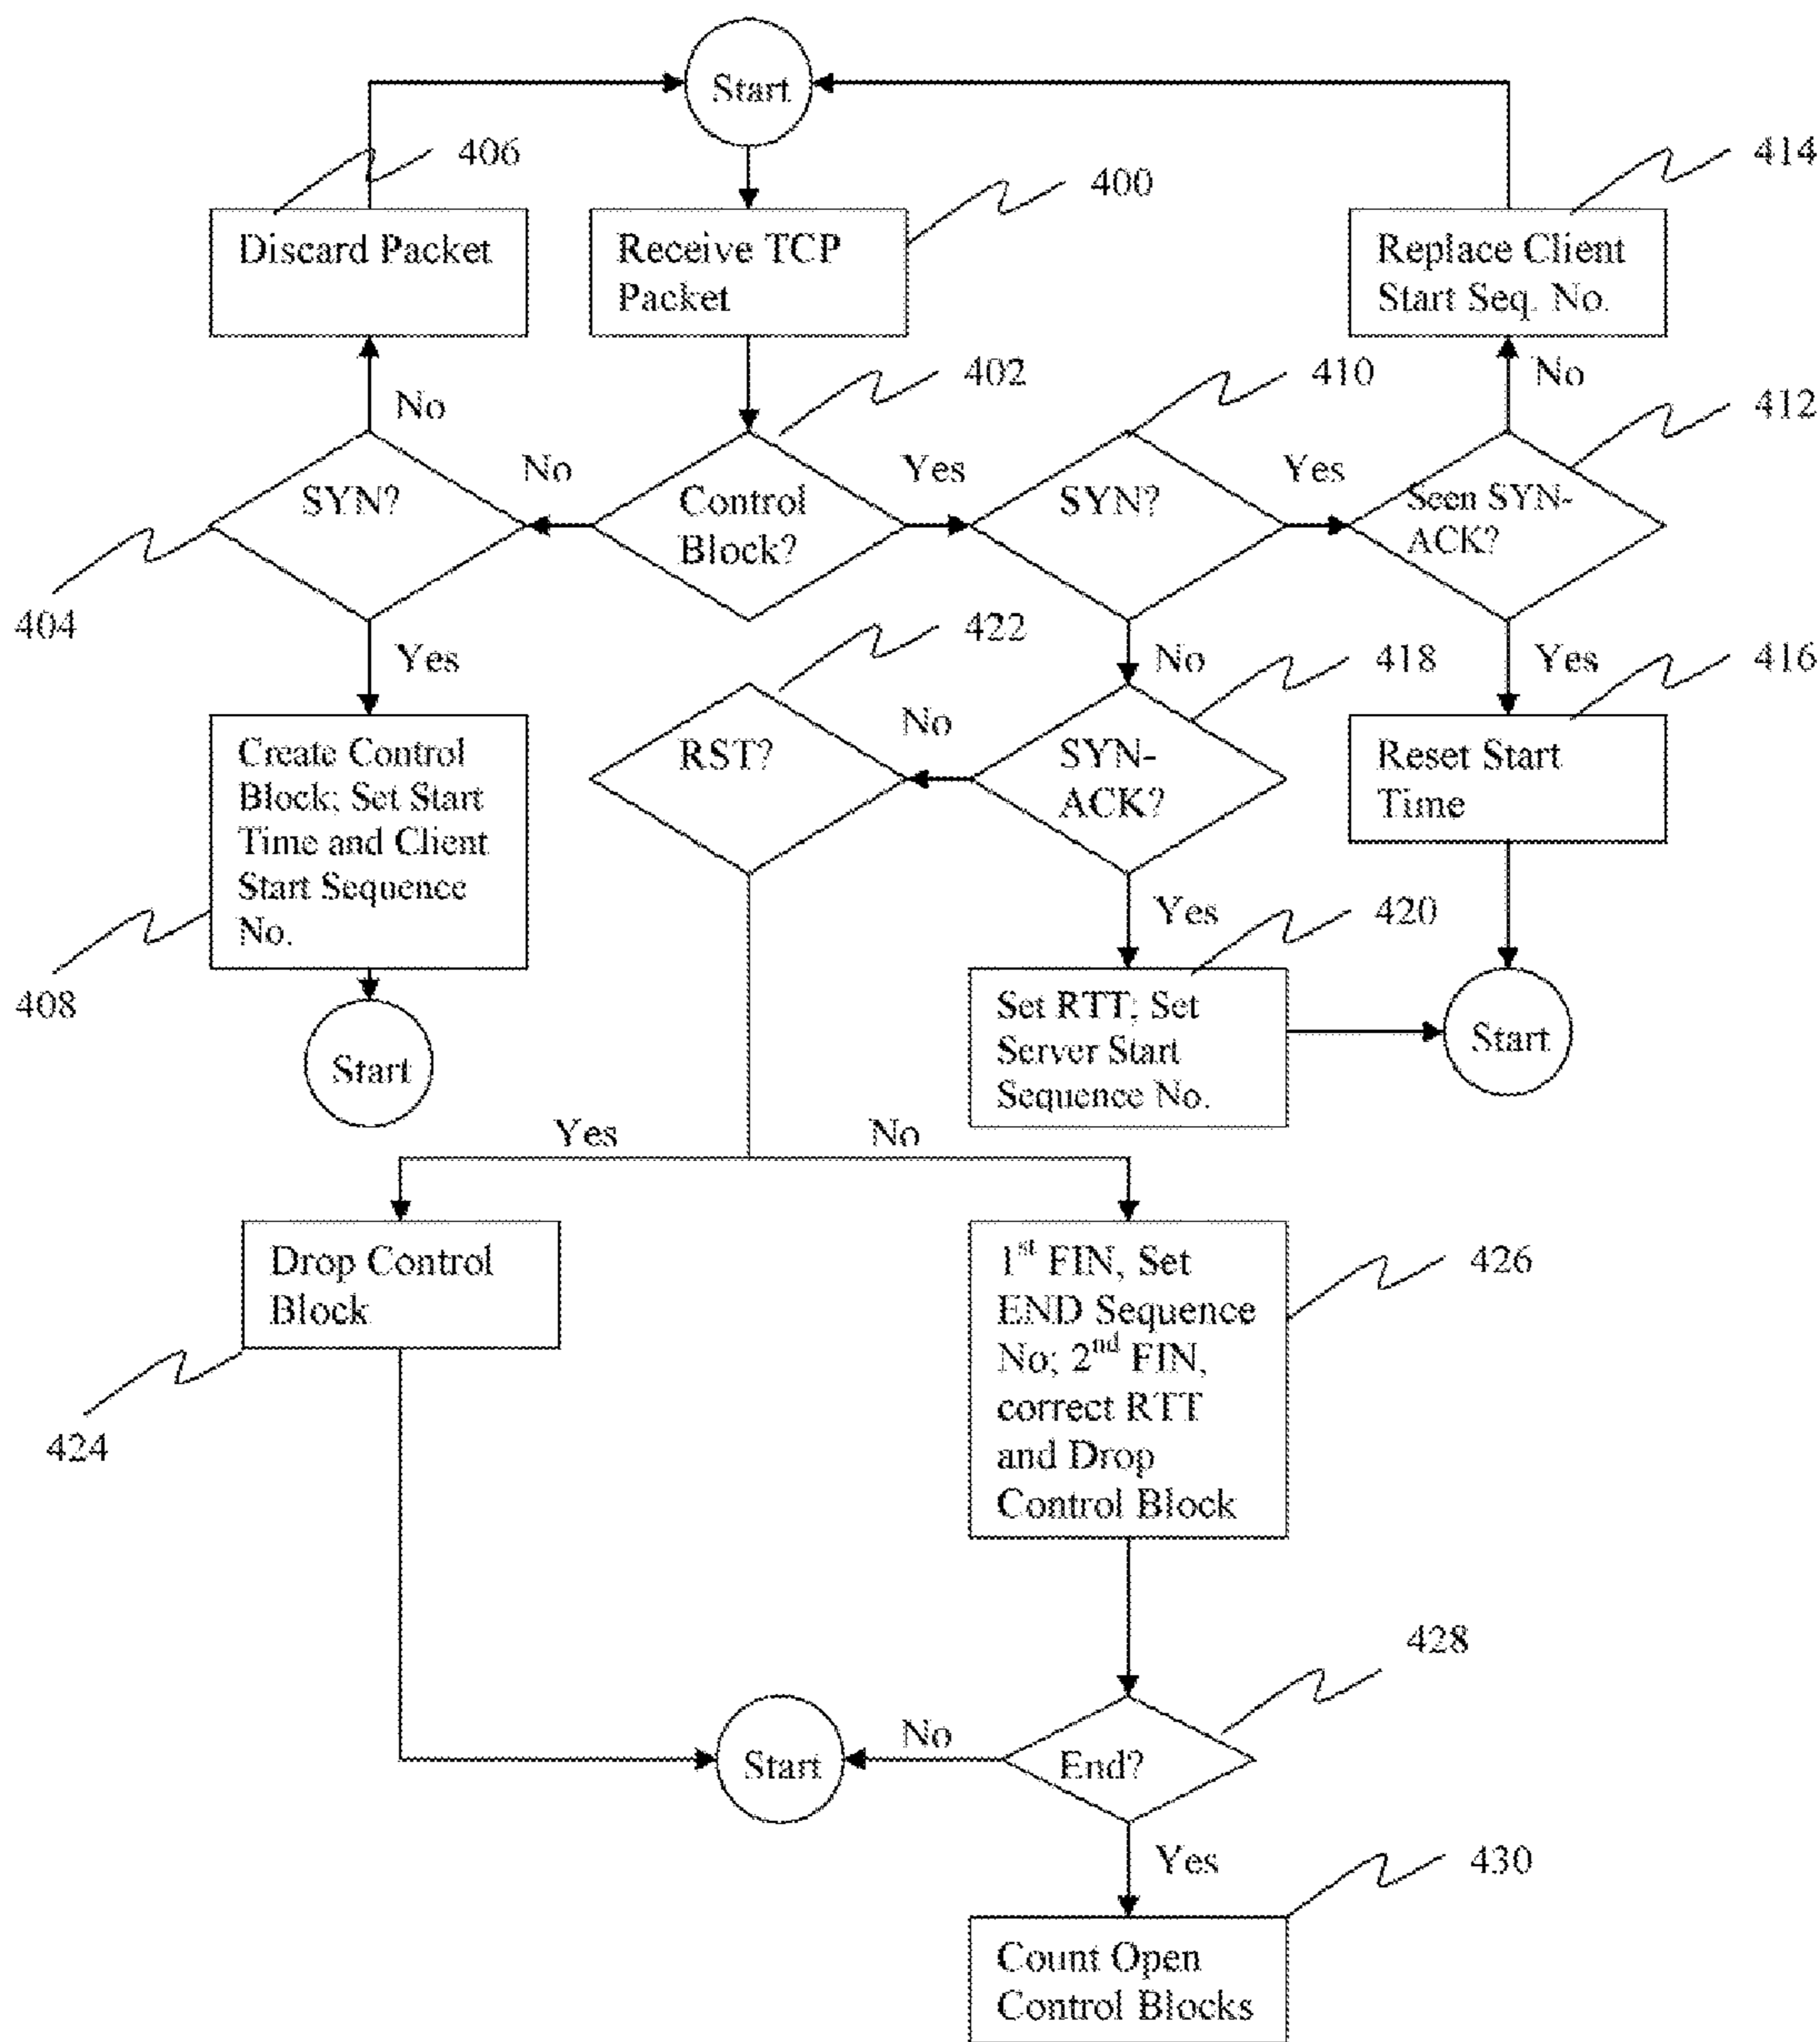 Start
406
400
414
Discard Packet
Receive TCP
Packet
Replace Client
Start Seq. No.
402
410
No
412
No
No
Yes
Yes
SYN?
Control
Block?
SYN?
Seen SYN-
ACK?
404
422
Yes
No
418
Yes
416
RST?
No
SYN-
ACK?
Create Control
Block; Set Start
Time and Client
Start Sequence
No.
Reset Start
Time
Yes
420
408
Set RTT; Set
Server Start
Sequence No.
Start
Start
Yes
No
Drop Control
Block
1st FIN, Set
END Sequence
No; 2nd FIN,
correct RTT
and Drop
Control Block
426
424
428
Start
No
End?
Yes
430
Count Open
Control Blocks